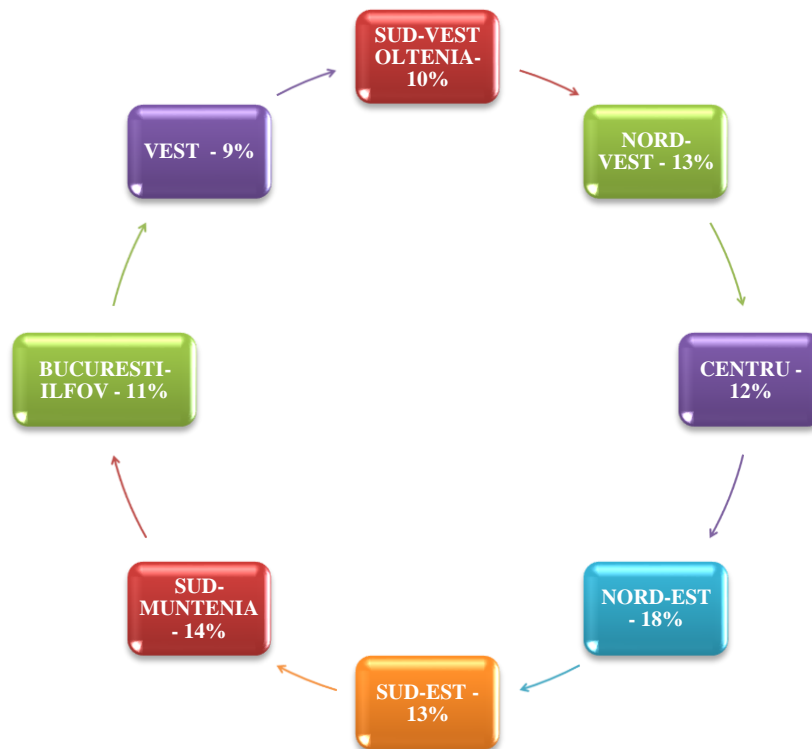 SUD-VEST
OLTENIA-
10%
NORD-
VEST - 13%
CENTRU -
12%
NORD-EST
- 18%
SUD-EST -
13%
SUD-
MUNTENIA
- 14%
BUCURESTI-
ILFOV - 11%
VEST - 9%